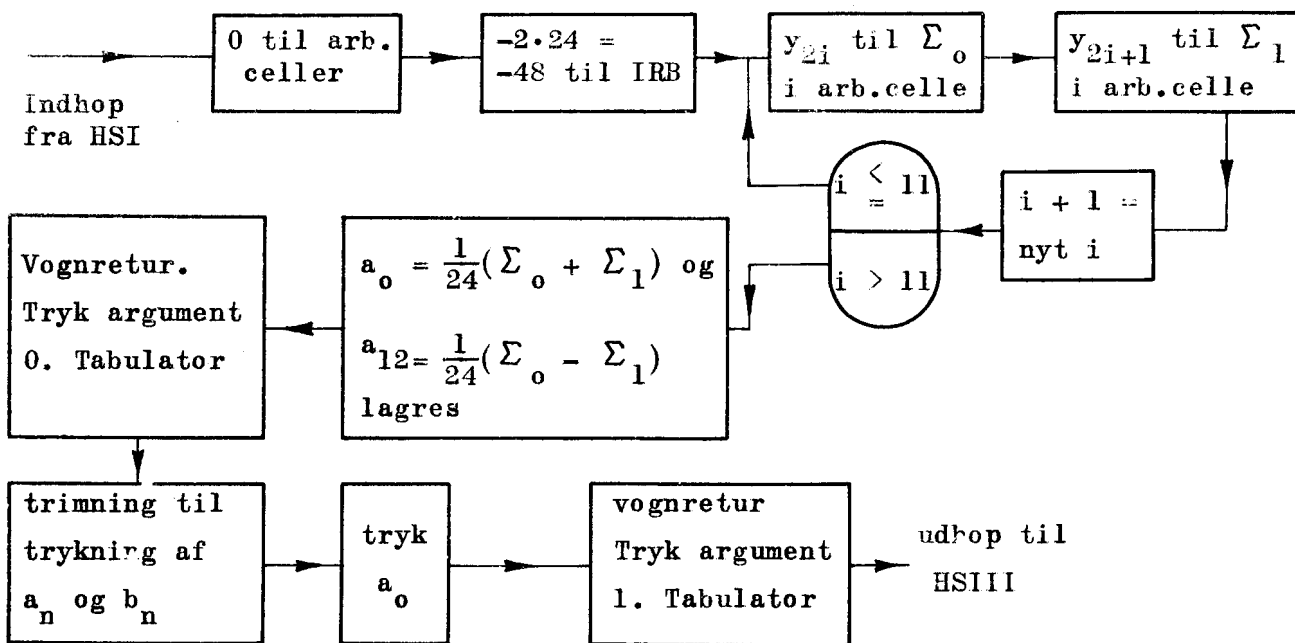 Indhop
fra HSI
0 til arb.
celler
-2·24 =
-48 til IRB
y2i til Σo
i arb.celle
y2i+1 til Σ1
i arb.celle
i + 1 =
nyt i
i ≦ 11
i > 11
ao = 1/24(Σo + Σ1) og
a12= 1/24(Σo - Σ1)
lagres
Vognretur.
Tryk argument
0. Tabulator
trimning til
trykning af
an og bn
tryk
ao
vognretur
Tryk argument
1. Tabulator
udhop til
HSIII